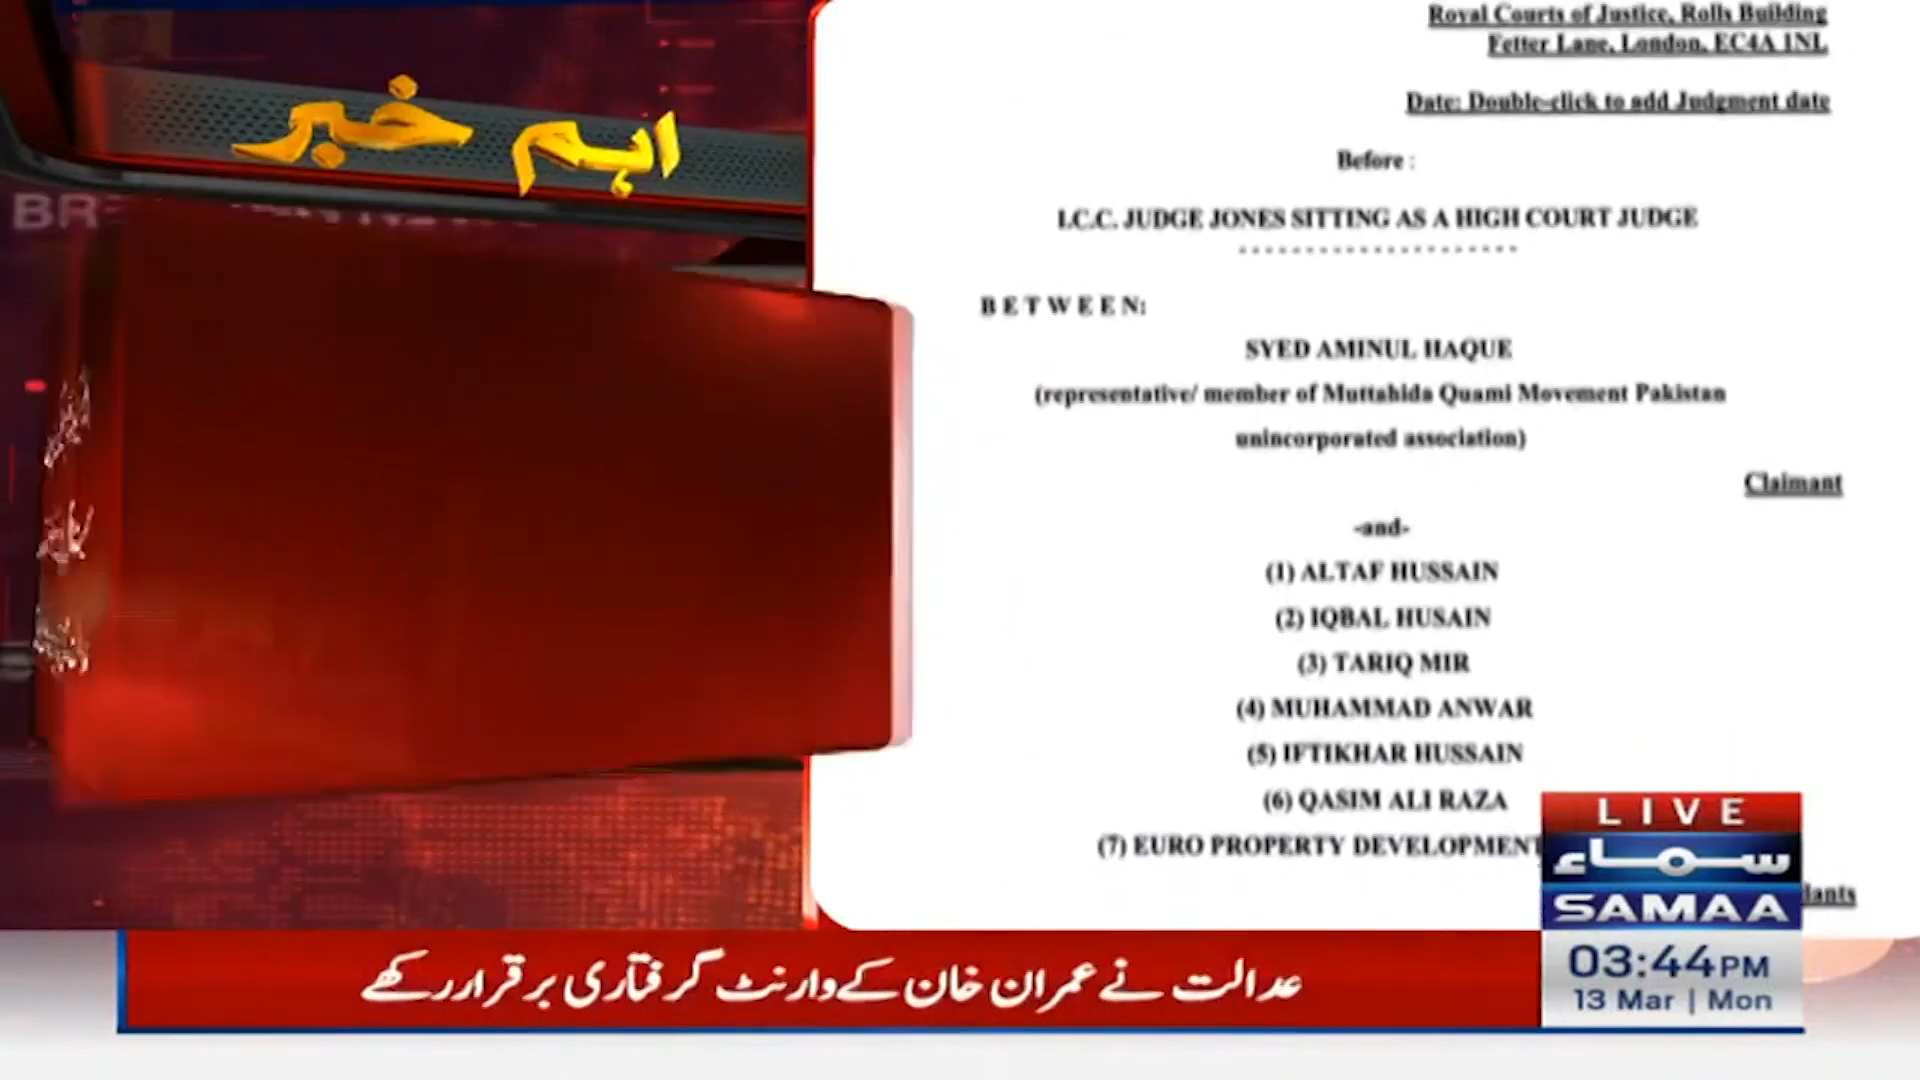 اہم خبر
Royal Courts of Justice, Rolls Building
Fetter Lane, London, EC4A 1NL
Date: Double-click to add Judgment date
Before :
I.C.C. JUDGE JONES SITTING AS A HIGH COURT JUDGE
- - - - - - - - - - - - - - - - - - - - -
B E T W E E N:
SYED AMINUL HAQUE
(representative/ member of Muttahida Quami Movement Pakistan
unincorporated association)
Claimant
-and-
(1) ALTAF HUSSAIN
(2) IQBAL HUSAIN
(3) TARIQ MIR
(4) MUHAMMAD ANWAR
(5) IFTIKHAR HUSSAIN
(6) QASIM ALI RAZA
(7) EURO PROPERTY DEVELOPMENT
LIVE
سماء
SAMAA
03:44PM
13 Mar | Mon
عدالت نے عمران خان کے وارنٹ گرفتاری برقرار رکھے